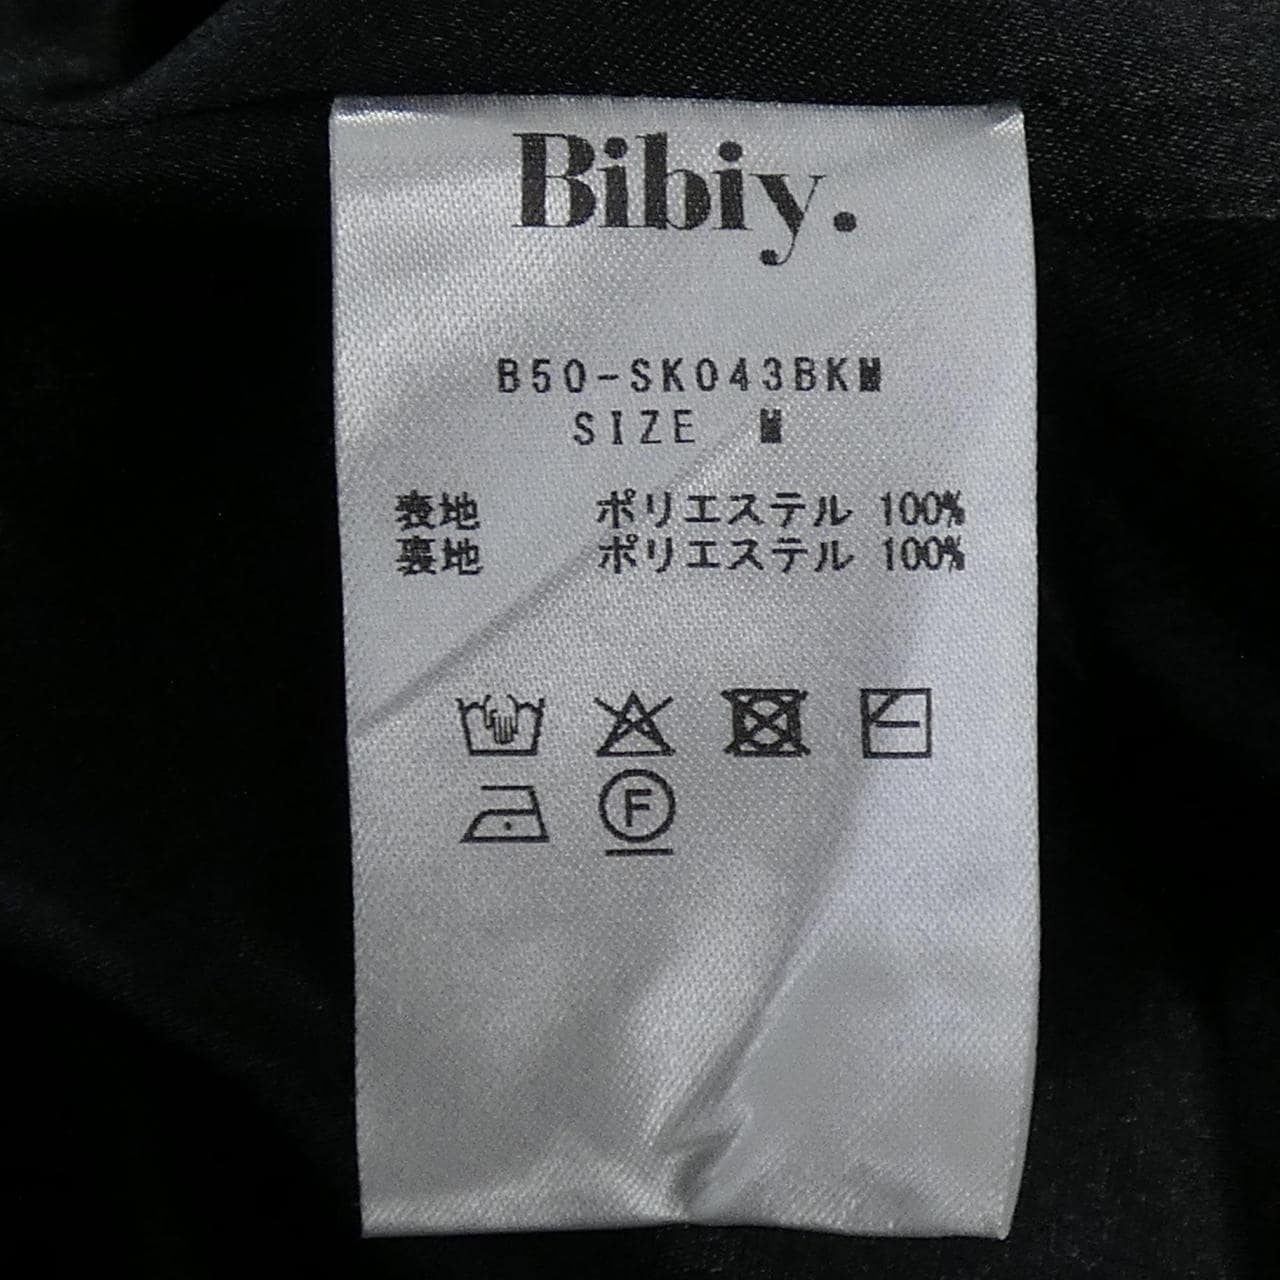 Bibiy.
B50-SK043BKM
SIZE M
表地 ポリエステル 100%
裏地 ポリエステル 100%
F